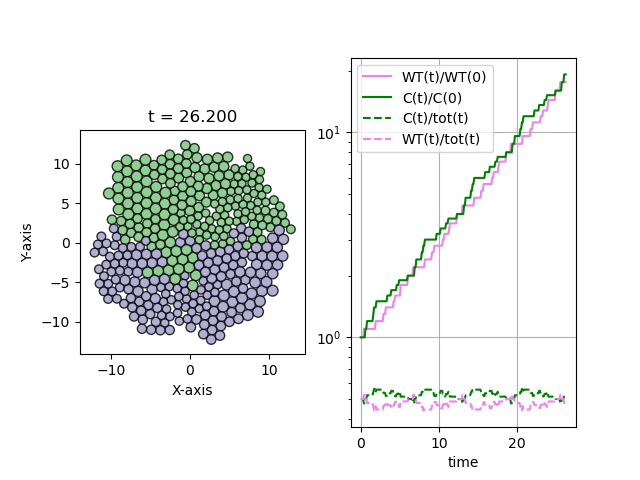 t = 26.200
Y-axis
10
5
0
−5
−10
−10
0
10
X-axis
WT(t)/WT(0)
C(t)/C(0)
C(t)/tot(t)
WT(t)/tot(t)
10¹
10⁰
0
10
20
time